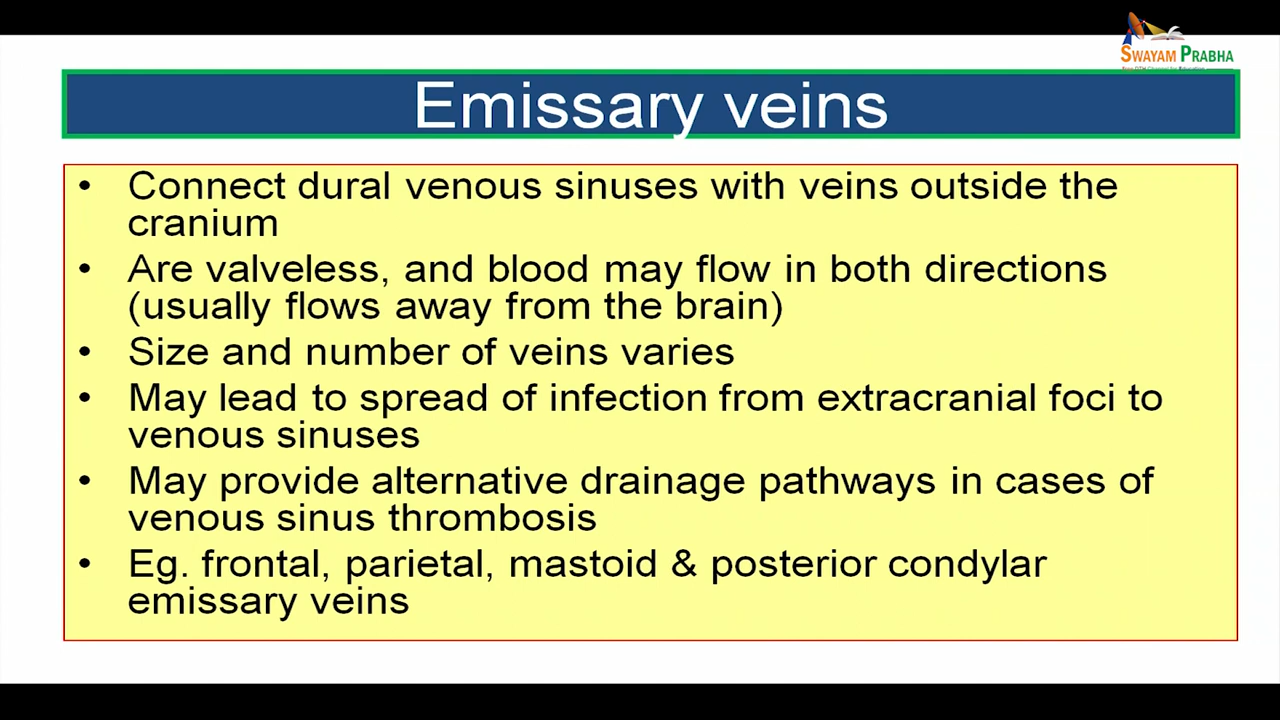 SWAYAM PRABHA
Emissary veins
• Connect dural venous sinuses with veins outside the
cranium
• Are valveless, and blood may flow in both directions
(usually flows away from the brain)
• Size and number of veins varies
• May lead to spread of infection from extracranial foci to
venous sinuses
• May provide alternative drainage pathways in cases of
venous sinus thrombosis
• Eg. frontal, parietal, mastoid & posterior condylar
emissary veins